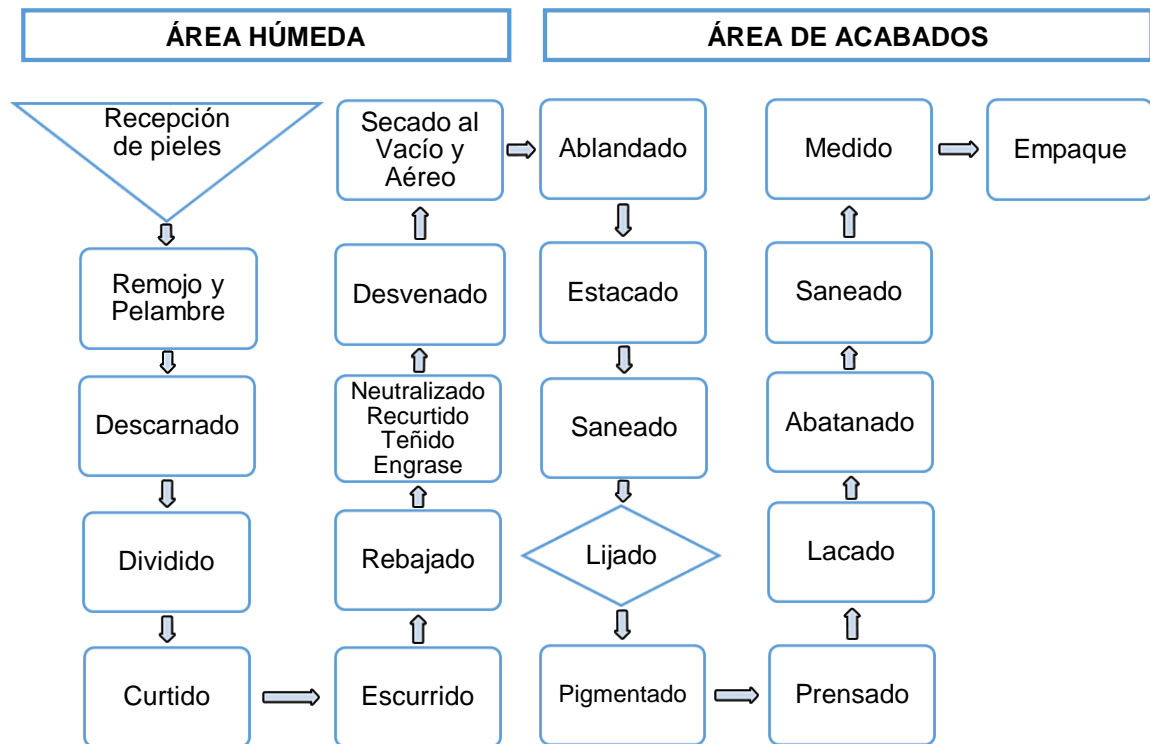 ÁREA HÚMEDA
ÁREA DE ACABADOS
Recepción
de pieles
Remojo y
Pelambre
Descarnado
Dividido
Curtido
Escurrido
Rebajado
Neutralizado
Recurtido
Teñido
Engrase
Desvenado
Secado al
Vacío y
Aéreo
Ablandado
Estacado
Saneado
Lijado
Pigmentado
Prensado
Lacado
Abatanado
Saneado
Medido
Empaque